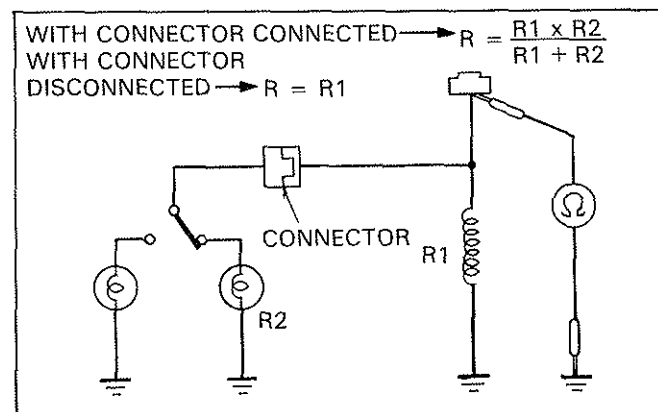 WITH CONNECTOR CONNECTED → R = R1 x R2 / R1 + R2
WITH CONNECTOR
DISCONNECTED → R = R1
CONNECTOR
R1
Ω
R2